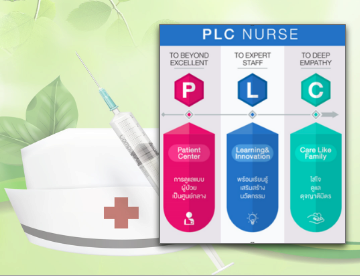 PLC NURSE
TO BEYOND EXCELLENT
TO EXPERT STAFF
TO DEEP EMPATHY
P
L
C
Patient
Center
Learning&
Innovation
Care Like
Family
การดูแลแบบ
ผู้ป่วย
เป็นศูนย์กลาง
พร้อมเรียนรู้
เสริมสร้าง
นวัตกรรม
ใส่ใจ
ดูแล
ดุจญาติมิตร